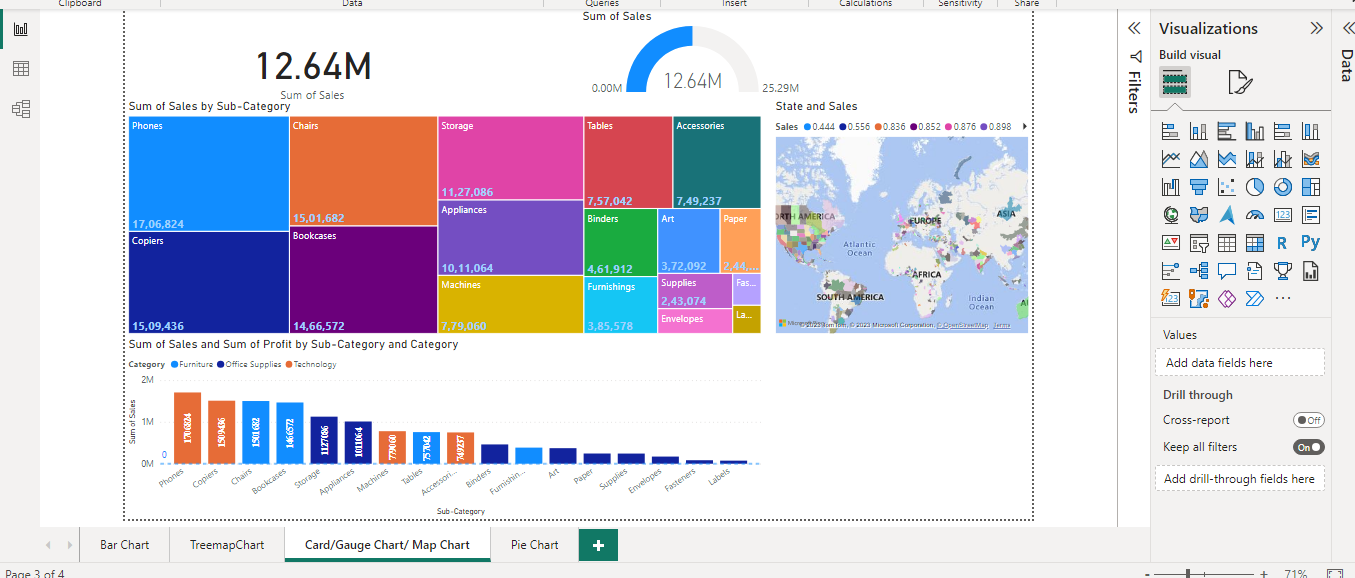 Clipboard
Data
Queries
Insert
Calculations
Sensitivity
Share
12.64M
Sum of Sales
Sum of Sales
12.64M
0.00M
25.29M
Sum of Sales by Sub-Category
Phones
17,06,824
Copiers
15,09,436
Chairs
15,01,682
Bookcases
14,66,572
Storage
11,27,086
Appliances
10,11,064
Machines
7,79,060
Tables
7,57,042
Accessories
7,49,237
Binders
4,61,912
Furnishings
3,85,578
Art
3,72,092
Paper
2,44,...
Supplies
2,43,074
Envelopes
Fas...
La...
State and Sales
Sales 0.444 0.556 0.836 0.852 0.876 0.898
RTH AMERICA
EUROPE
ASIA
Atlantic
Ocean
AFRICA
SOUTH AMERICA
Indian
Ocean
© 2023 TomTom, © 2023 Microsoft Corporation, © OpenStreetMap Terms
Sum of Sales and Sum of Profit by Sub-Category and Category
Category Furniture Office Supplies Technology
Sum of Sales
2M
1M
0M
0
1706824
1509436
1501682
1466572
1127086
1011064
779060
757042
749237
Phones
Copiers
Chairs
Bookcases
Storage
Appliances
Machines
Tables
Accessori...
Binders
Furnishin...
Art
Paper
Supplies
Envelopes
Fasteners
Labels
Sub-Category
Filters
Visualizations
Build visual
123
R
Py
123
Values
Add data fields here
Drill through
Cross-report
Off
Keep all filters
On
Add drill-through fields here
Data
Bar Chart
TreemapChart
Card/Gauge Chart/ Map Chart
Pie Chart
+
Page 3 of 4
- + 71%